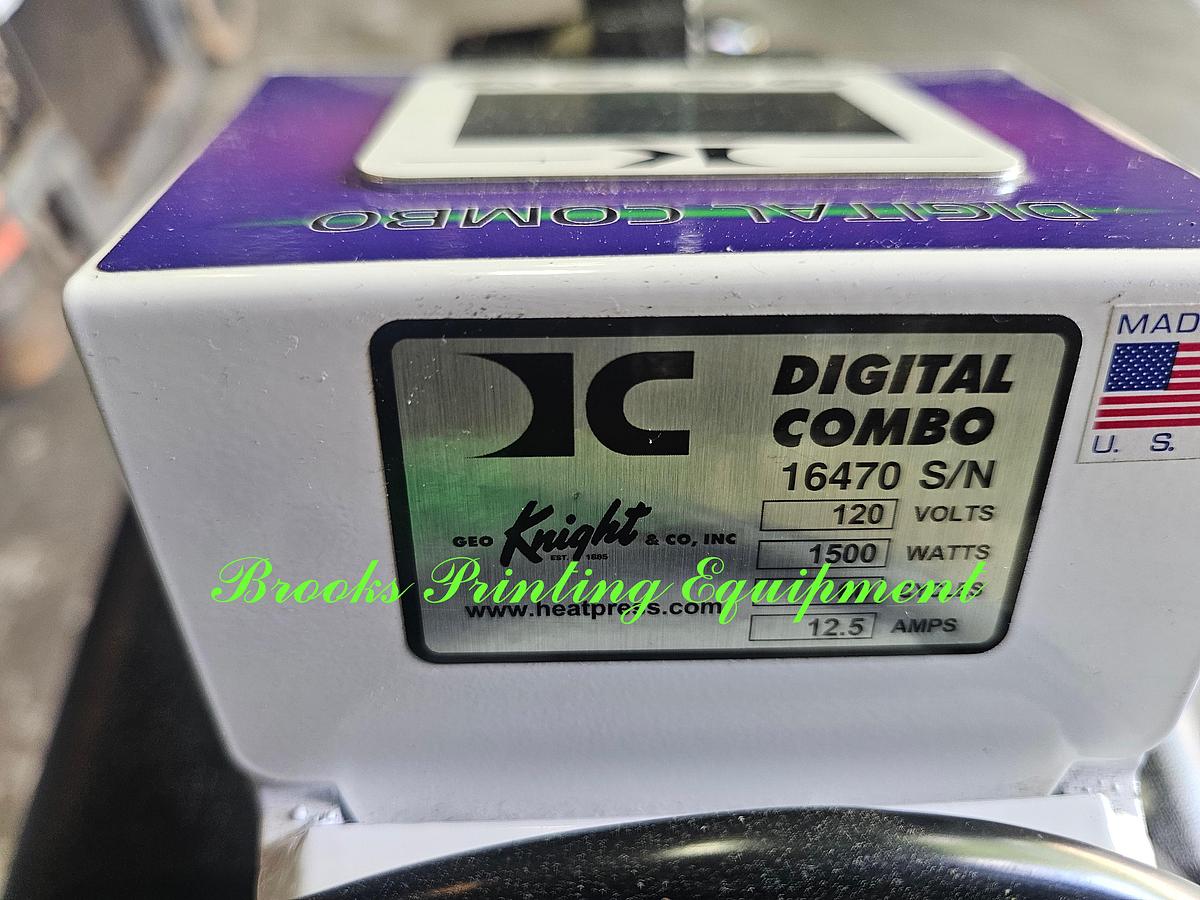 DIGITAL COMBO
DIGITAL
COMBO
16470 S/N
120 VOLTS
1500 WATTS
12.5 AMPS
GEO Knight & CO, INC
EST. 1885
www.heatpress.com
Brooks Printing Equipment
MAD
U. S.